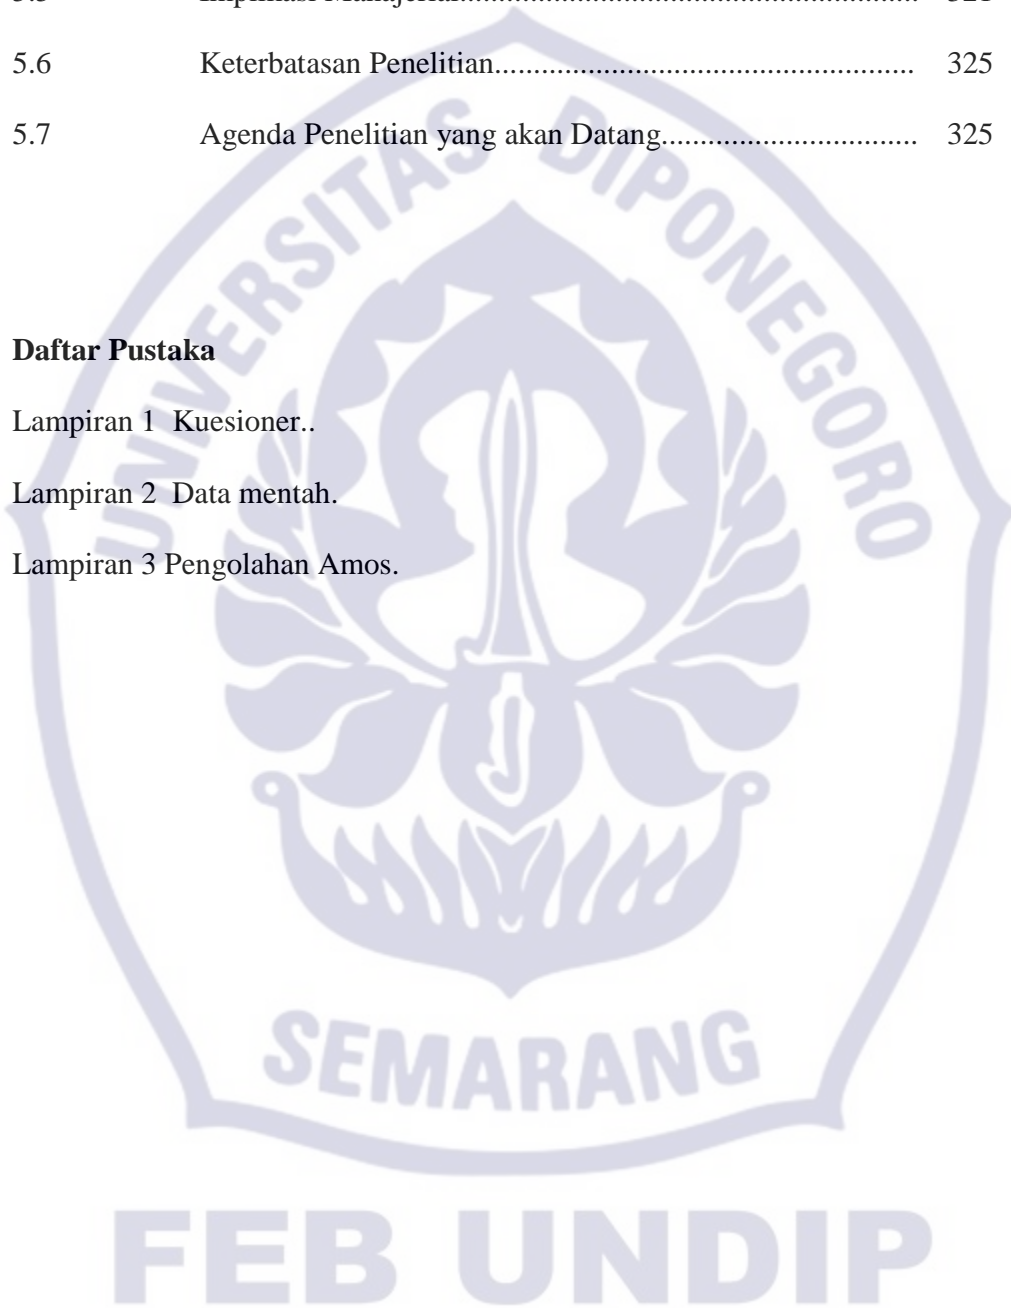 5.6 Keterbatasan Penelitian..................................................... 325
5.7 Agenda Penelitian yang akan Datang................................ 325
Daftar Pustaka
Lampiran 1 Kuesioner..
Lampiran 2 Data mentah.
Lampiran 3 Pengolahan Amos.
UNIVERSITAS DIPONEGORO
SEMARANG
FEB UNDIP